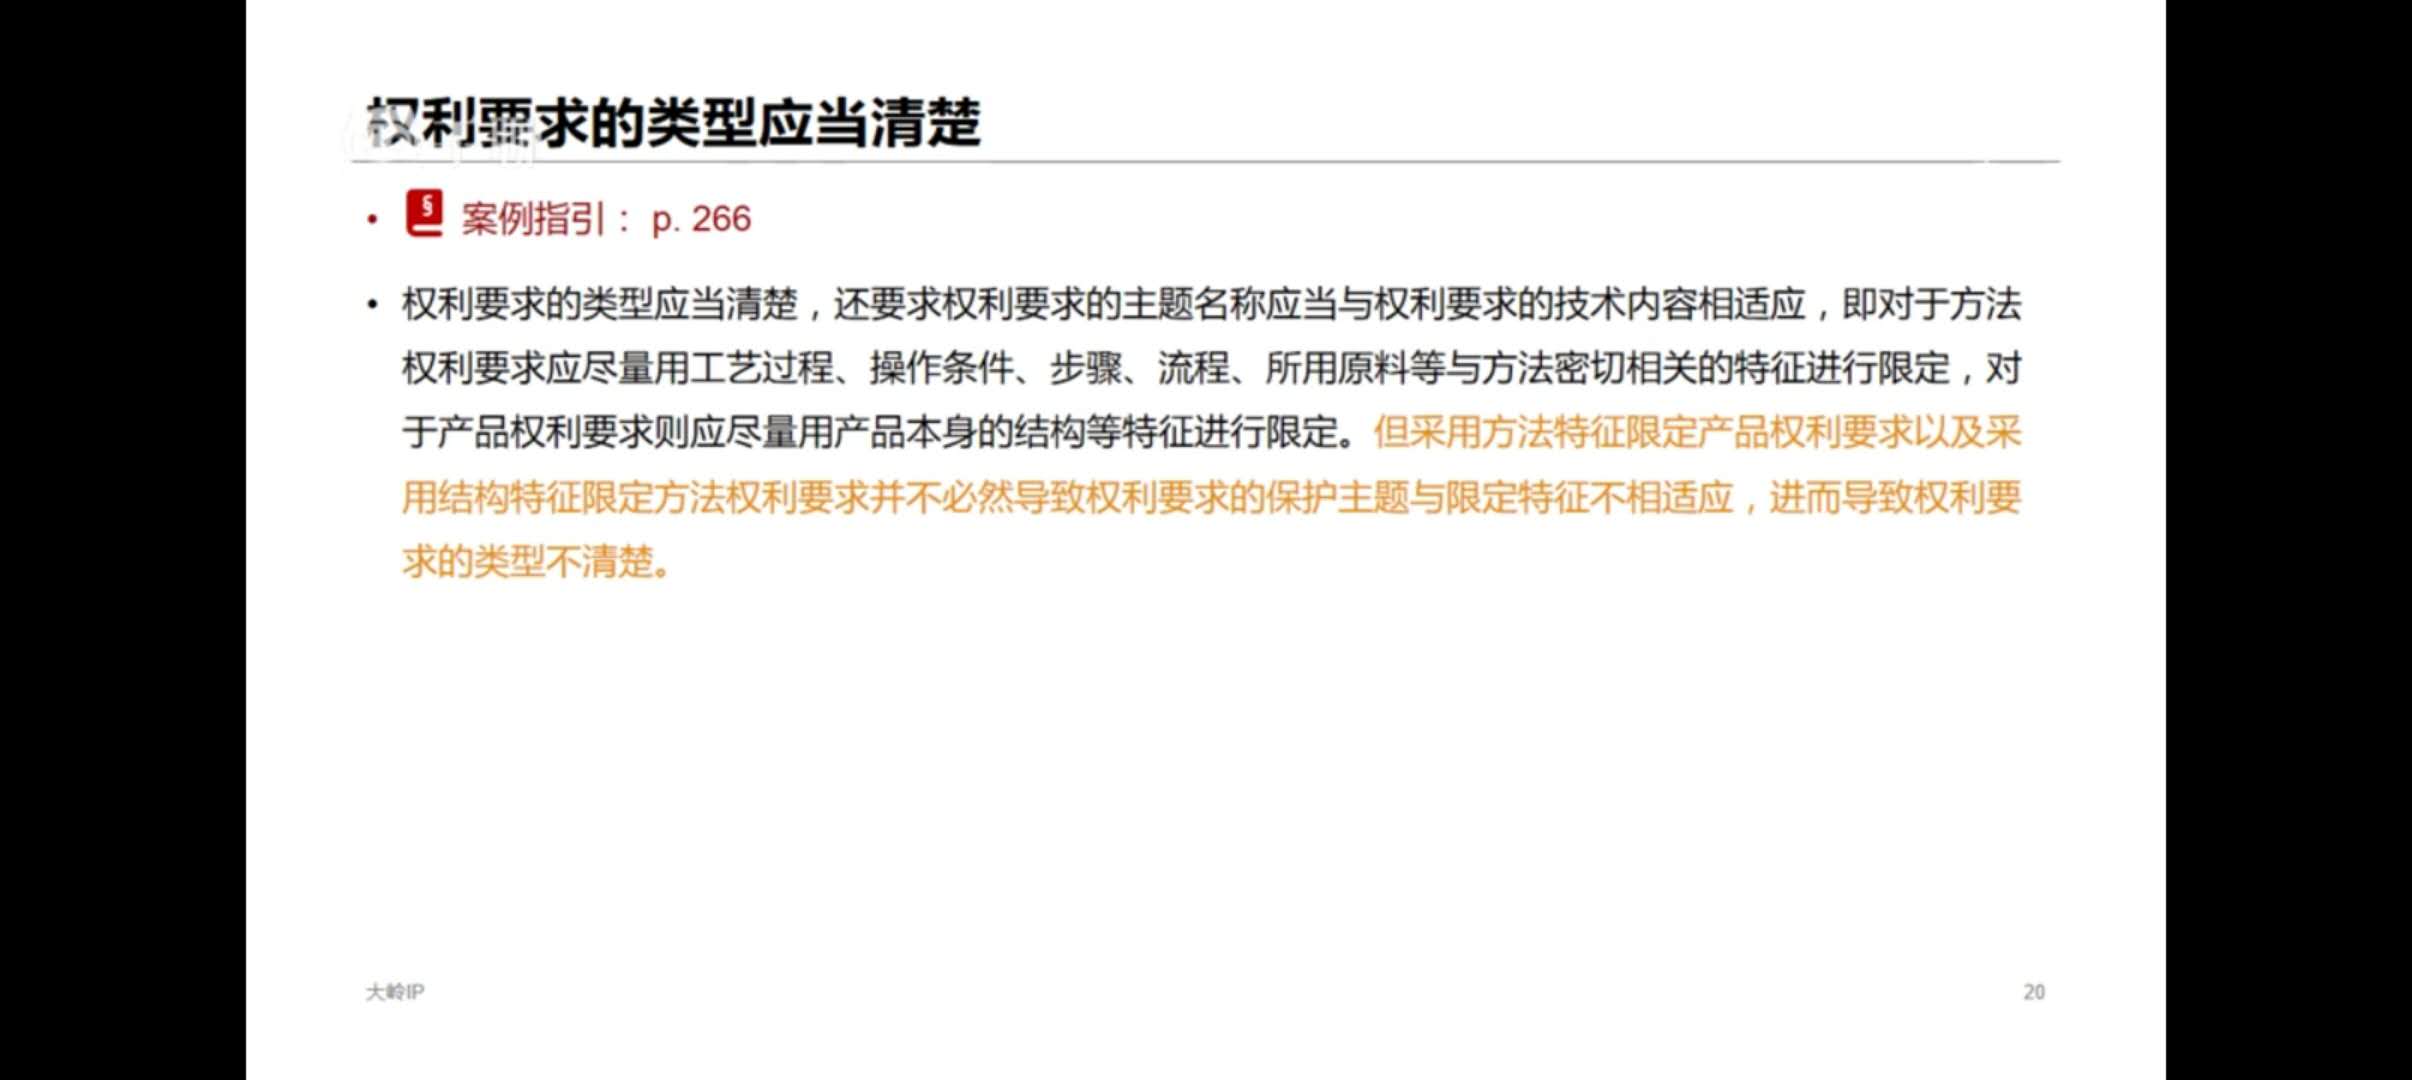 权利要求的类型应当清楚
• § 案例指引： p. 266
• 权利要求的类型应当清楚，还要求权利要求的主题名称应当与权利要求的技术内容相适应，即对于方法
权利要求应尽量用工艺过程、操作条件、步骤、流程、所用原料等与方法密切相关的特征进行限定，对
于产品权利要求则应尽量用产品本身的结构等特征进行限定。但采用方法特征限定产品权利要求以及采
用结构特征限定方法权利要求并不必然导致权利要求的保护主题与限定特征不相适应，进而导致权利要
求的类型不清楚。
大岭IP
20